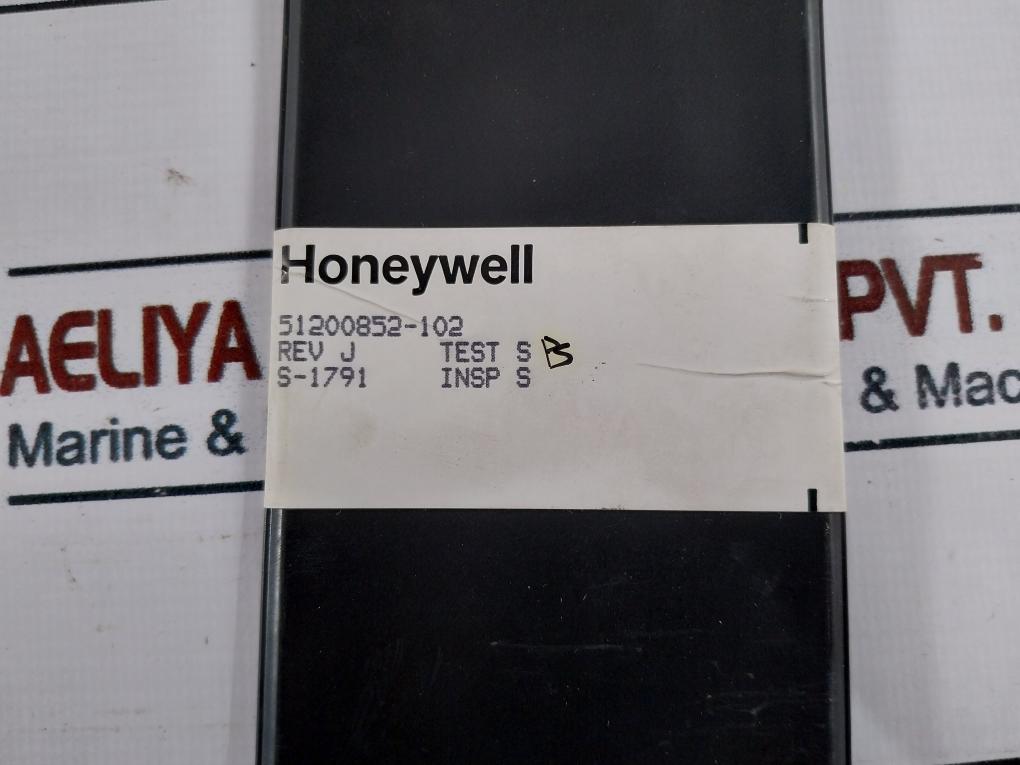 Honeywell
51200852-102
REV J TEST S B
S-1791 INSP S
AELIYA PVT.
Marine & & Mac